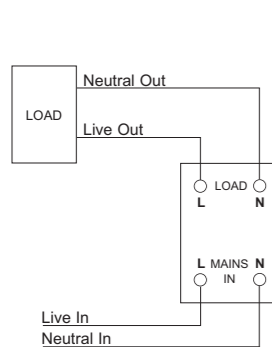 Neutral Out
LOAD
Live Out
LOAD
L N
L MAINS N
IN
Live In
Neutral In